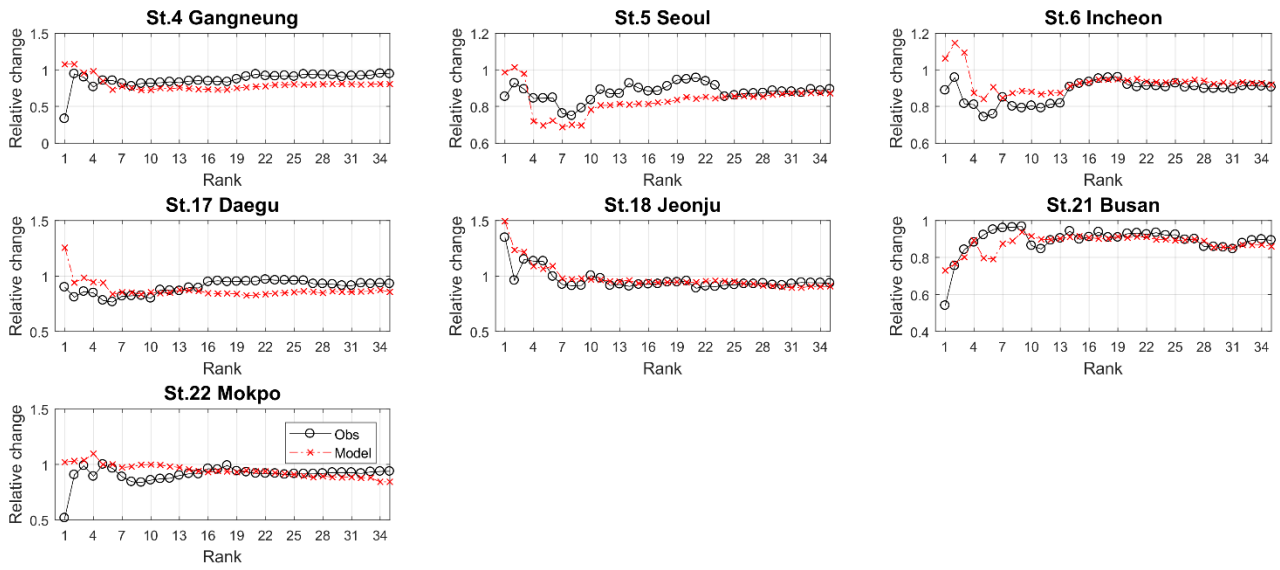 St.4 Gangneung
Relative change
1.5
1
0.5
0
1 4 7 10 13 16 19 22 25 28 31 34
Rank
St.5 Seoul
Relative change
1.2
1
0.8
0.6
1 4 7 10 13 16 19 22 25 28 31 34
Rank
St.6 Incheon
Relative change
1.2
1
0.8
0.6
1 4 7 10 13 16 19 22 25 28 31 34
Rank
St.17 Daegu
Relative change
1.5
1
0.5
1 4 7 10 13 16 19 22 25 28 31 34
Rank
St.18 Jeonju
Relative change
1.5
1
0.5
1 4 7 10 13 16 19 22 25 28 31 34
Rank
St.21 Busan
Relative change
1
0.8
0.6
0.4
1 4 7 10 13 16 19 22 25 28 31 34
Rank
St.22 Mokpo
Relative change
1.5
1
0.5
Obs
Model
1 4 7 10 13 16 19 22 25 28 31 34
Rank